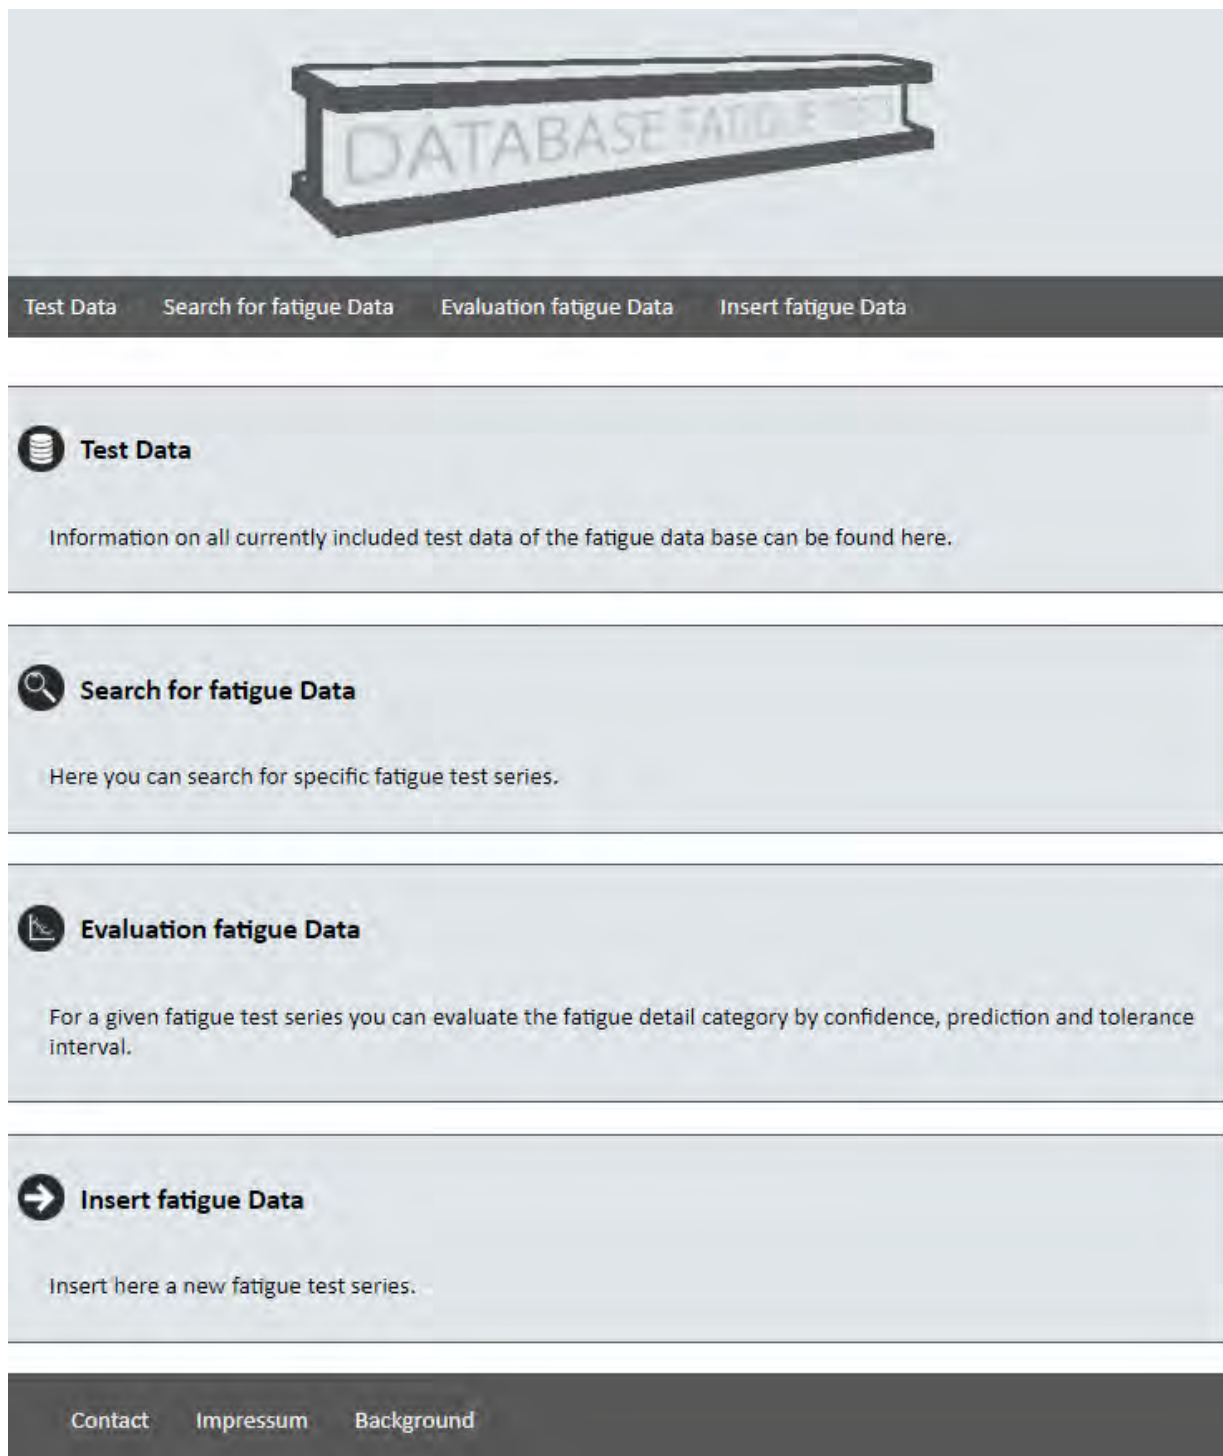 DATABASE FATIGUE TEST
Test Data Search for fatigue Data Evaluation fatigue Data Insert fatigue Data
Test Data
Information on all currently included test data of the fatigue data base can be found here.
Search for fatigue Data
Here you can search for specific fatigue test series.
Evaluation fatigue Data
For a given fatigue test series you can evaluate the fatigue detail category by confidence, prediction and tolerance
interval.
Insert fatigue Data
Insert here a new fatigue test series.
Contact Impressum Background